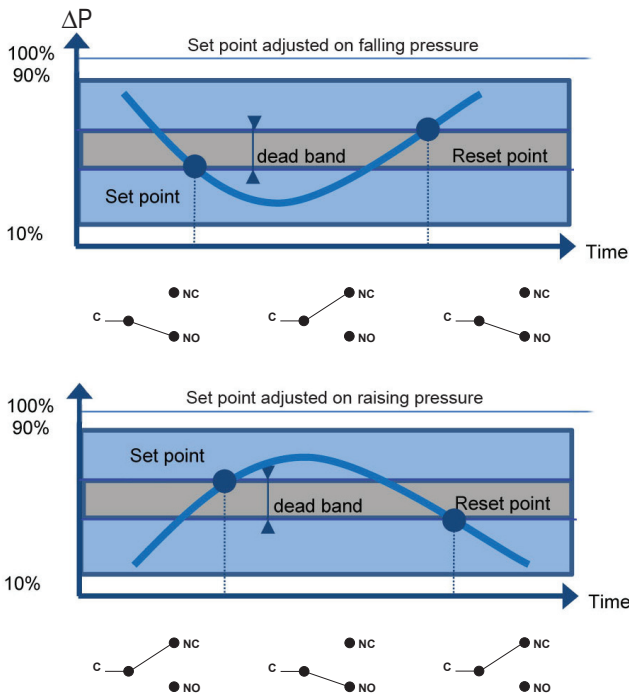 ΔP
Set point adjusted on falling pressure
100%
90%
dead band
Reset point
Set point
10%
Time
NC
NC
NC
C
C
C
NO
NO
NO
Set point adjusted on raising pressure
100%
90%
Set point
dead band
Reset point
10%
Time
NC
NC
NC
C
C
C
NO
NO
NO